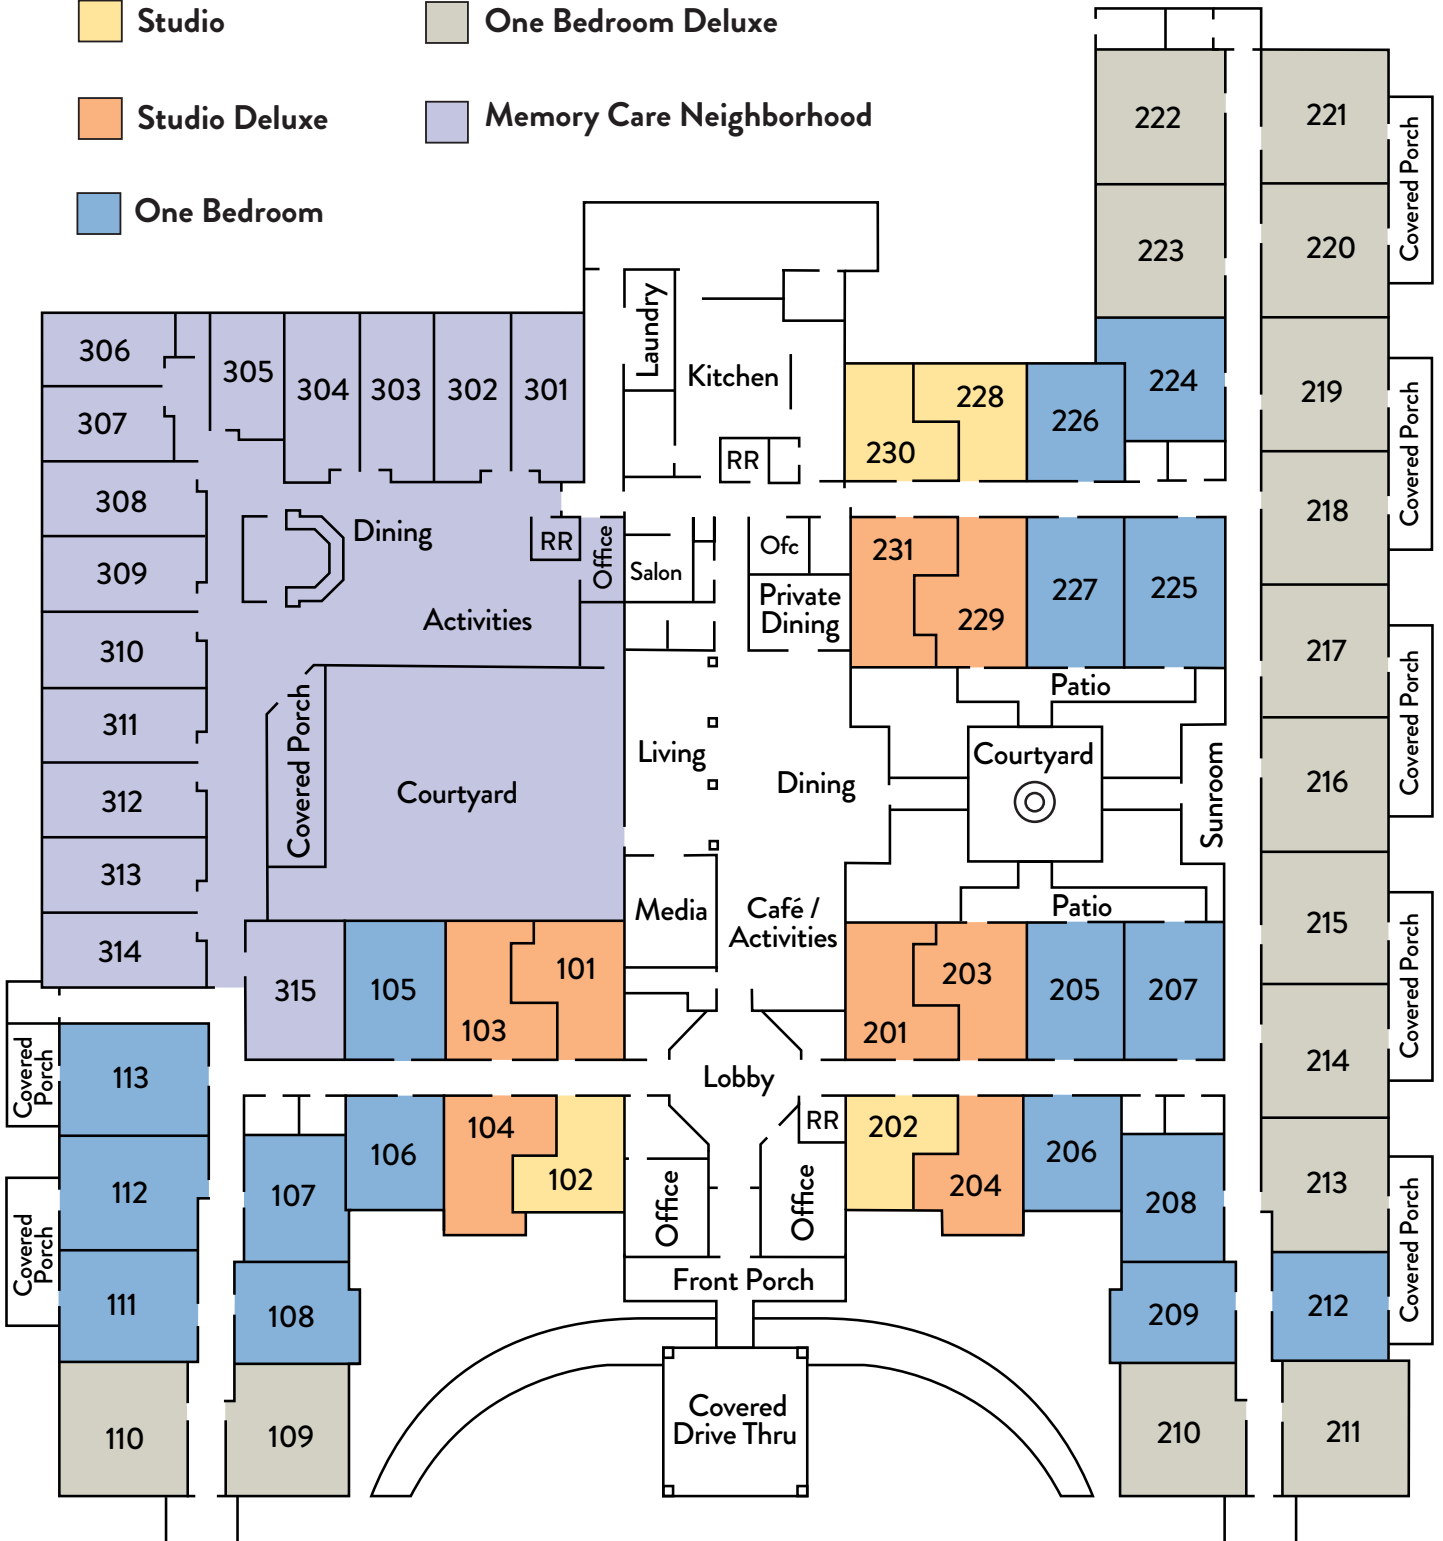 Studio
One Bedroom Deluxe
Studio Deluxe
Memory Care Neighborhood
One Bedroom
222
221
Covered Porch
223
220
306
305
304
303
302
301
307
Laundry
Kitchen
RR
230
228
226
224
219
Covered Porch
308
Dining
RR
Office
Salon
Ofc
Private
Dining
231
229
227
225
218
309
Activities
310
217
Covered Porch
311
Covered Porch
Courtyard
Living
Dining
Patio
Courtyard
Sunroom
216
312
313
314
315
105
103
101
Media
Café /
Activities
Patio
201
203
205
207
215
Covered Porch
214
Covered
Porch
113
Lobby
112
Covered
Porch
111
110
107
108
109
106
104
102
Office
RR
Office
202
204
206
208
213
Covered Porch
209
212
Front Porch
Covered
Drive Thru
210
211